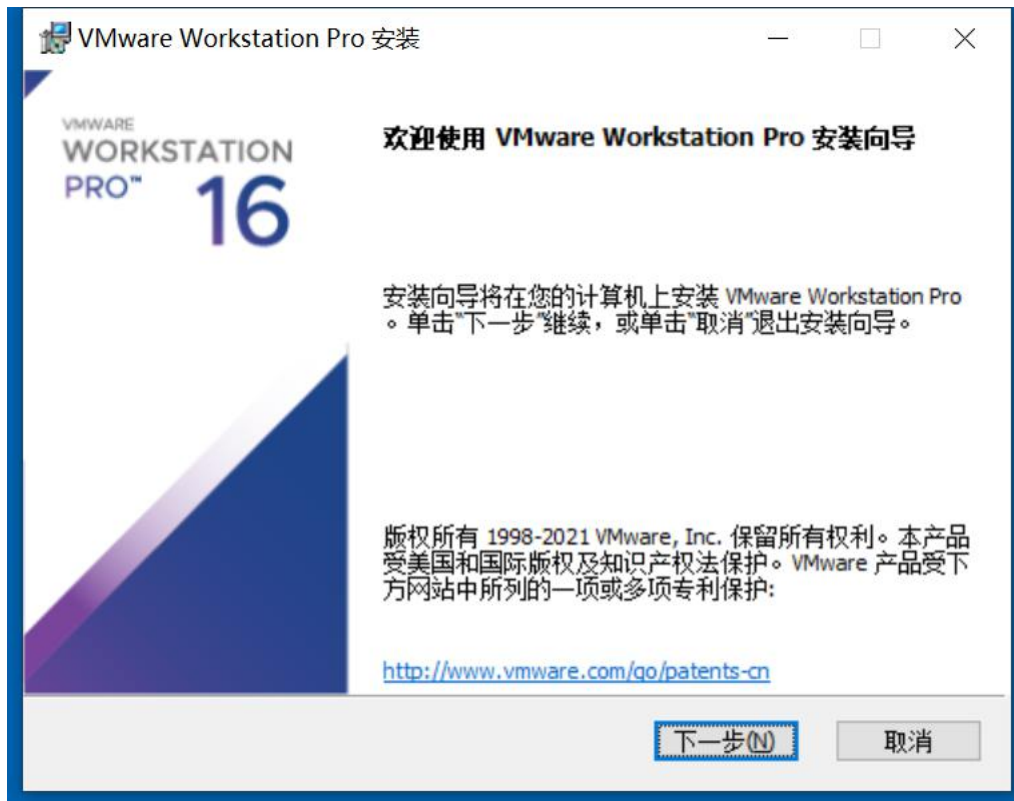 VMware Workstation Pro 安装
VMWARE
WORKSTATION
PRO™ 16
欢迎使用 VMware Workstation Pro 安装向导
安装向导将在您的计算机上安装 VMware Workstation Pro
。单击"下一步"继续，或单击"取消"退出安装向导。
版权所有 1998-2021 VMware, Inc. 保留所有权利。本产品
受美国和国际版权及知识产权法保护。VMware 产品受下
方网站中所列的一项或多项专利保护:
http://www.vmware.com/go/patents-cn
下一步(N)
取消